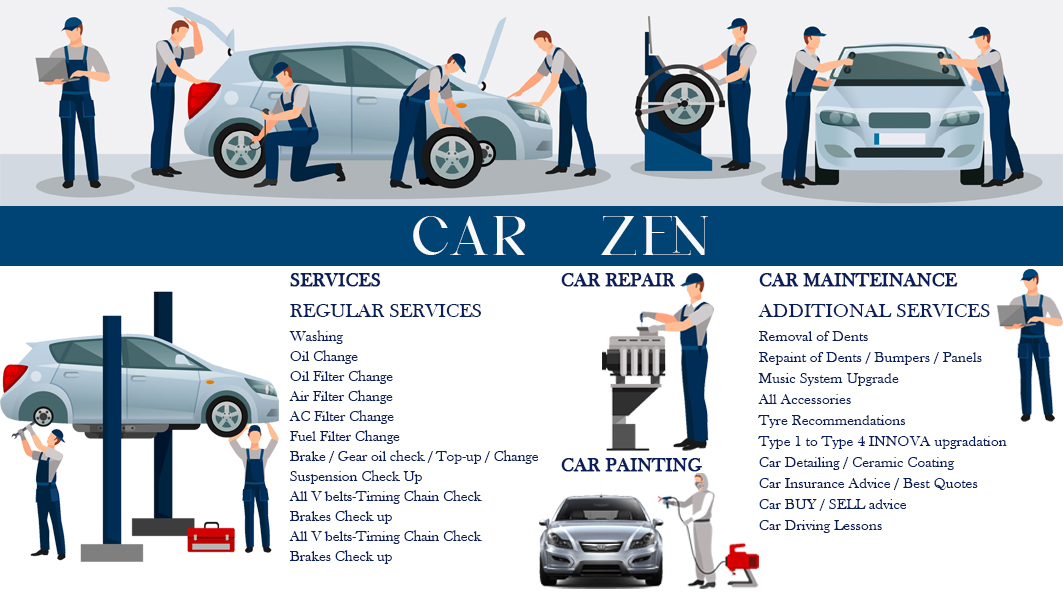 CAR ZEN
SERVICES
REGULAR SERVICES
Washing
Oil Change
Oil Filter Change
Air Filter Change
AC Filter Change
Fuel Filter Change
Brake / Gear oil check / Top-up / Change
Suspension Check Up
All V belts-Timing Chain Check
Brakes Check up
All V belts-Timing Chain Check
Brakes Check up
CAR REPAIR
CAR PAINTING
CAR MAINTEINANCE
ADDITIONAL SERVICES
Removal of Dents
Repaint of Dents / Bumpers / Panels
Music System Upgrade
All Accessories
Tyre Recommendations
Type 1 to Type 4 INNOVA upgradation
Car Detailing / Ceramic Coating
Car Insurance Advice / Best Quotes
Car BUY / SELL advice
Car Driving Lessons